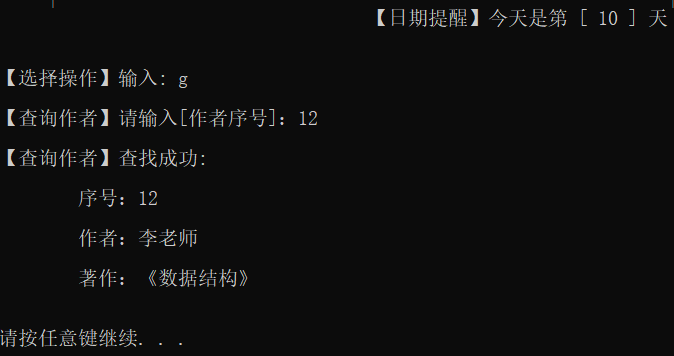 【日期提醒】今天是第 [ 10 ] 天
【选择操作】输入: g
【查询作者】请输入[作者序号]: 12
【查询作者】查找成功:
序号: 12
作者: 李老师
著作: 《数据结构》
请按任意键继续. . .